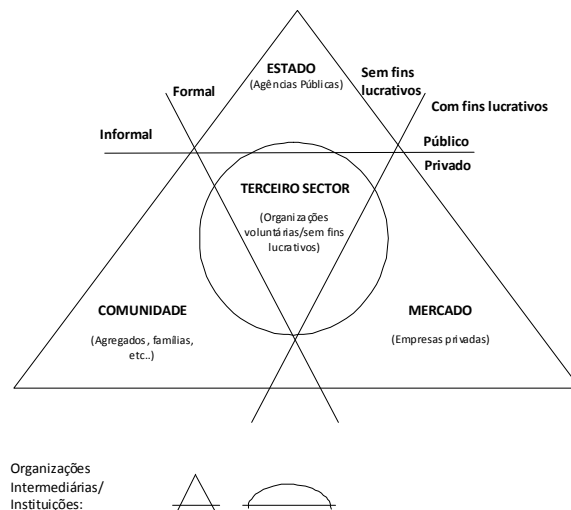 ESTADO
(Agências Públicas)
Sem fins
lucrativos
Formal
Com fins lucrativos
Informal
Público
Privado
TERCEIRO SECTOR
(Organizações
voluntárias/sem fins
lucrativos)
COMUNIDADE
(Agregados, famílias,
etc..)
MERCADO
(Empresas privadas)
Organizações
Intermediárias/
Instituições: